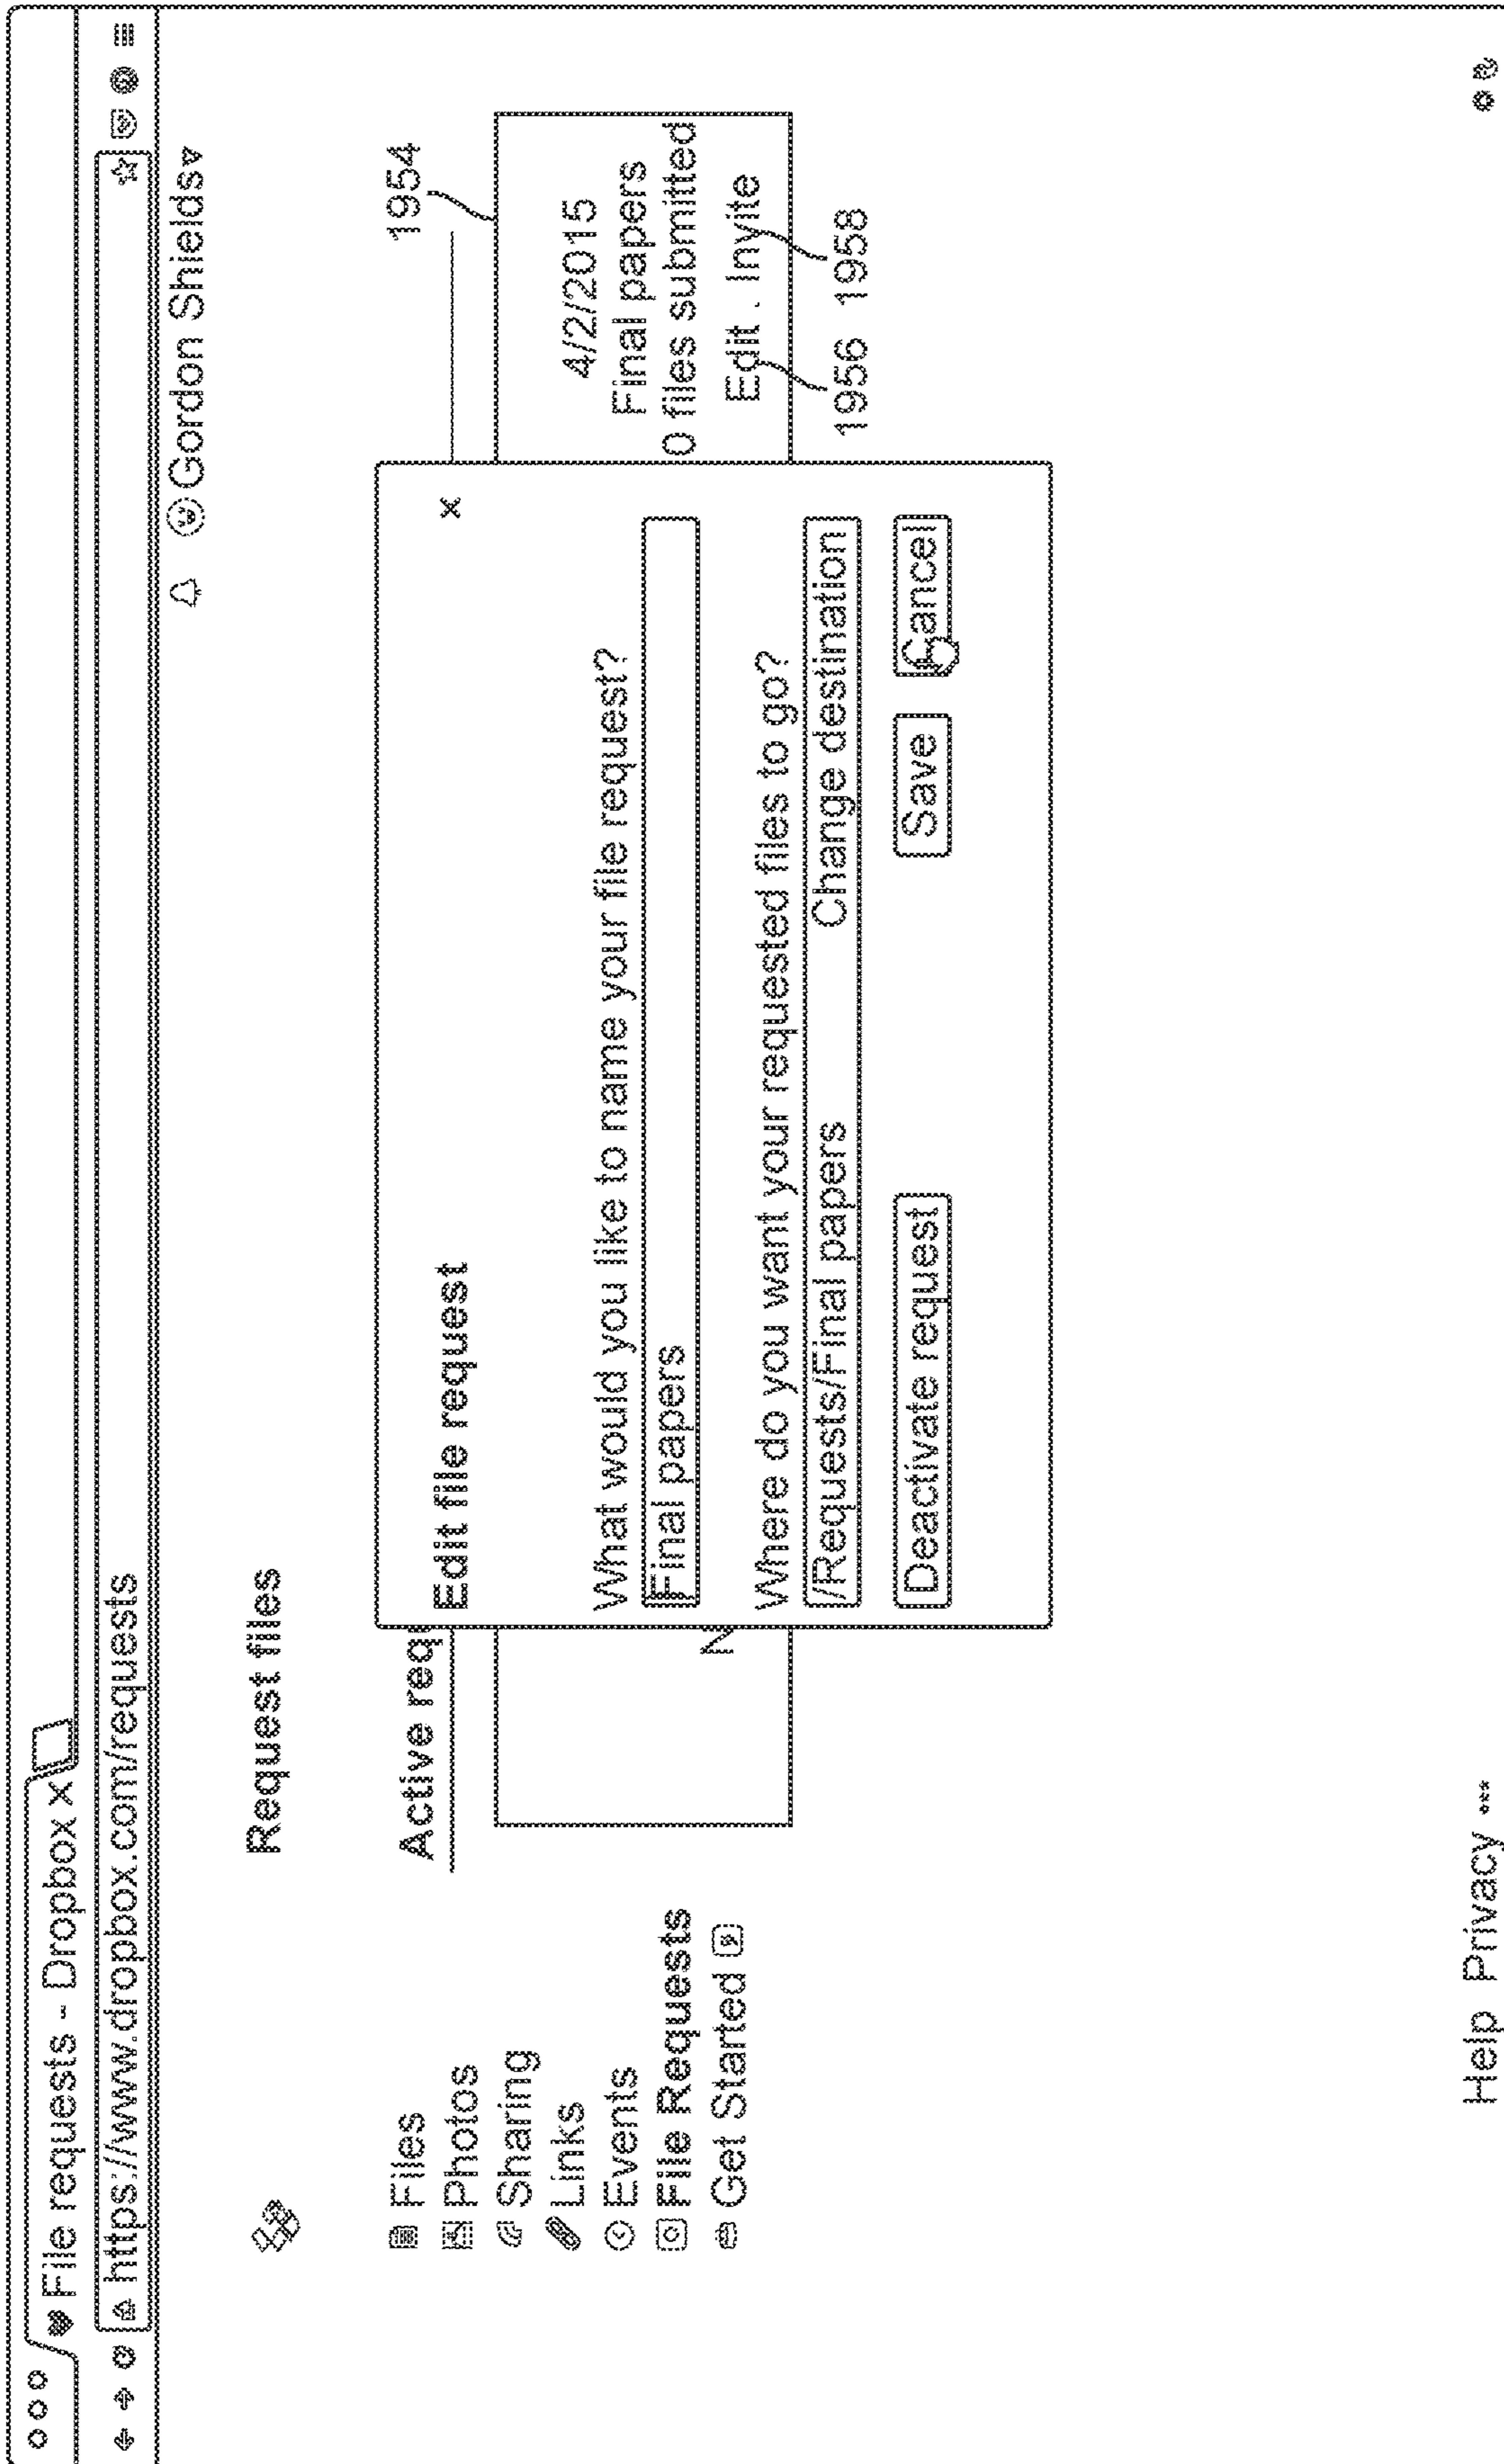 File requests - Dropbox x
https://www.dropbox.com/requests
Gordon Shields
Request files
Files
Photos
Sharing
Links
Events
File Requests
Get Started
Active requ
1954
Edit file request
x
What would you like to name your file request?
Final papers
Where do you want your requested files to go?
/Requests/Final papers
Change destination
Deactivate request
Save
Cancel
N
4/2/2015
Final papers
0 files submitted
Edit . Invite
1956 1958
Help Privacy ...